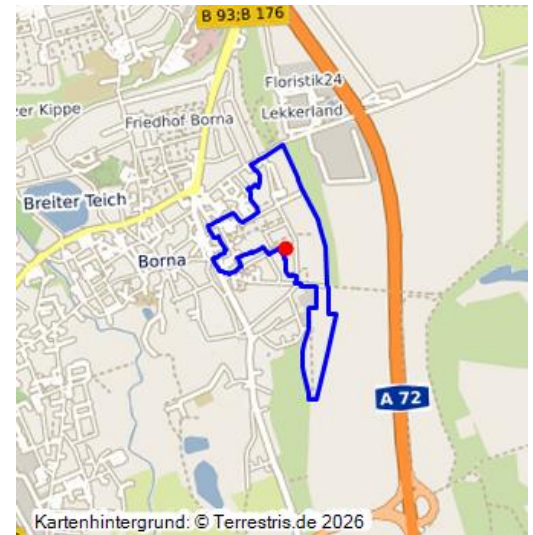 B 93;B 176
Floristik24
zer Kippe
Friedhof Borna
Lekkerland
Breiter Teich
Borna
A 72
Kartenhintergrund: © Terrestris.de 2026